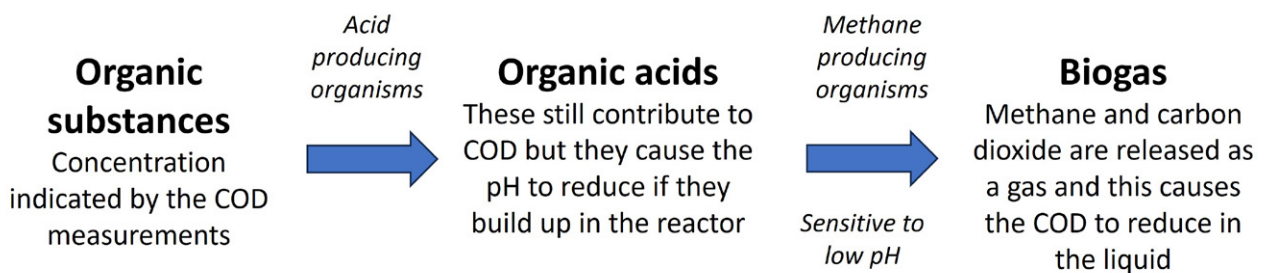 Organic
substances
Concentration
indicated by the COD
measurements
Acid
producing
organisms
Organic acids
These still contribute to
COD but they cause the
pH to reduce if they
build up in the reactor
Methane
producing
organisms
Sensitive to
low pH
Biogas
Methane and carbon
dioxide are released as
a gas and this causes
the COD to reduce in
the liquid